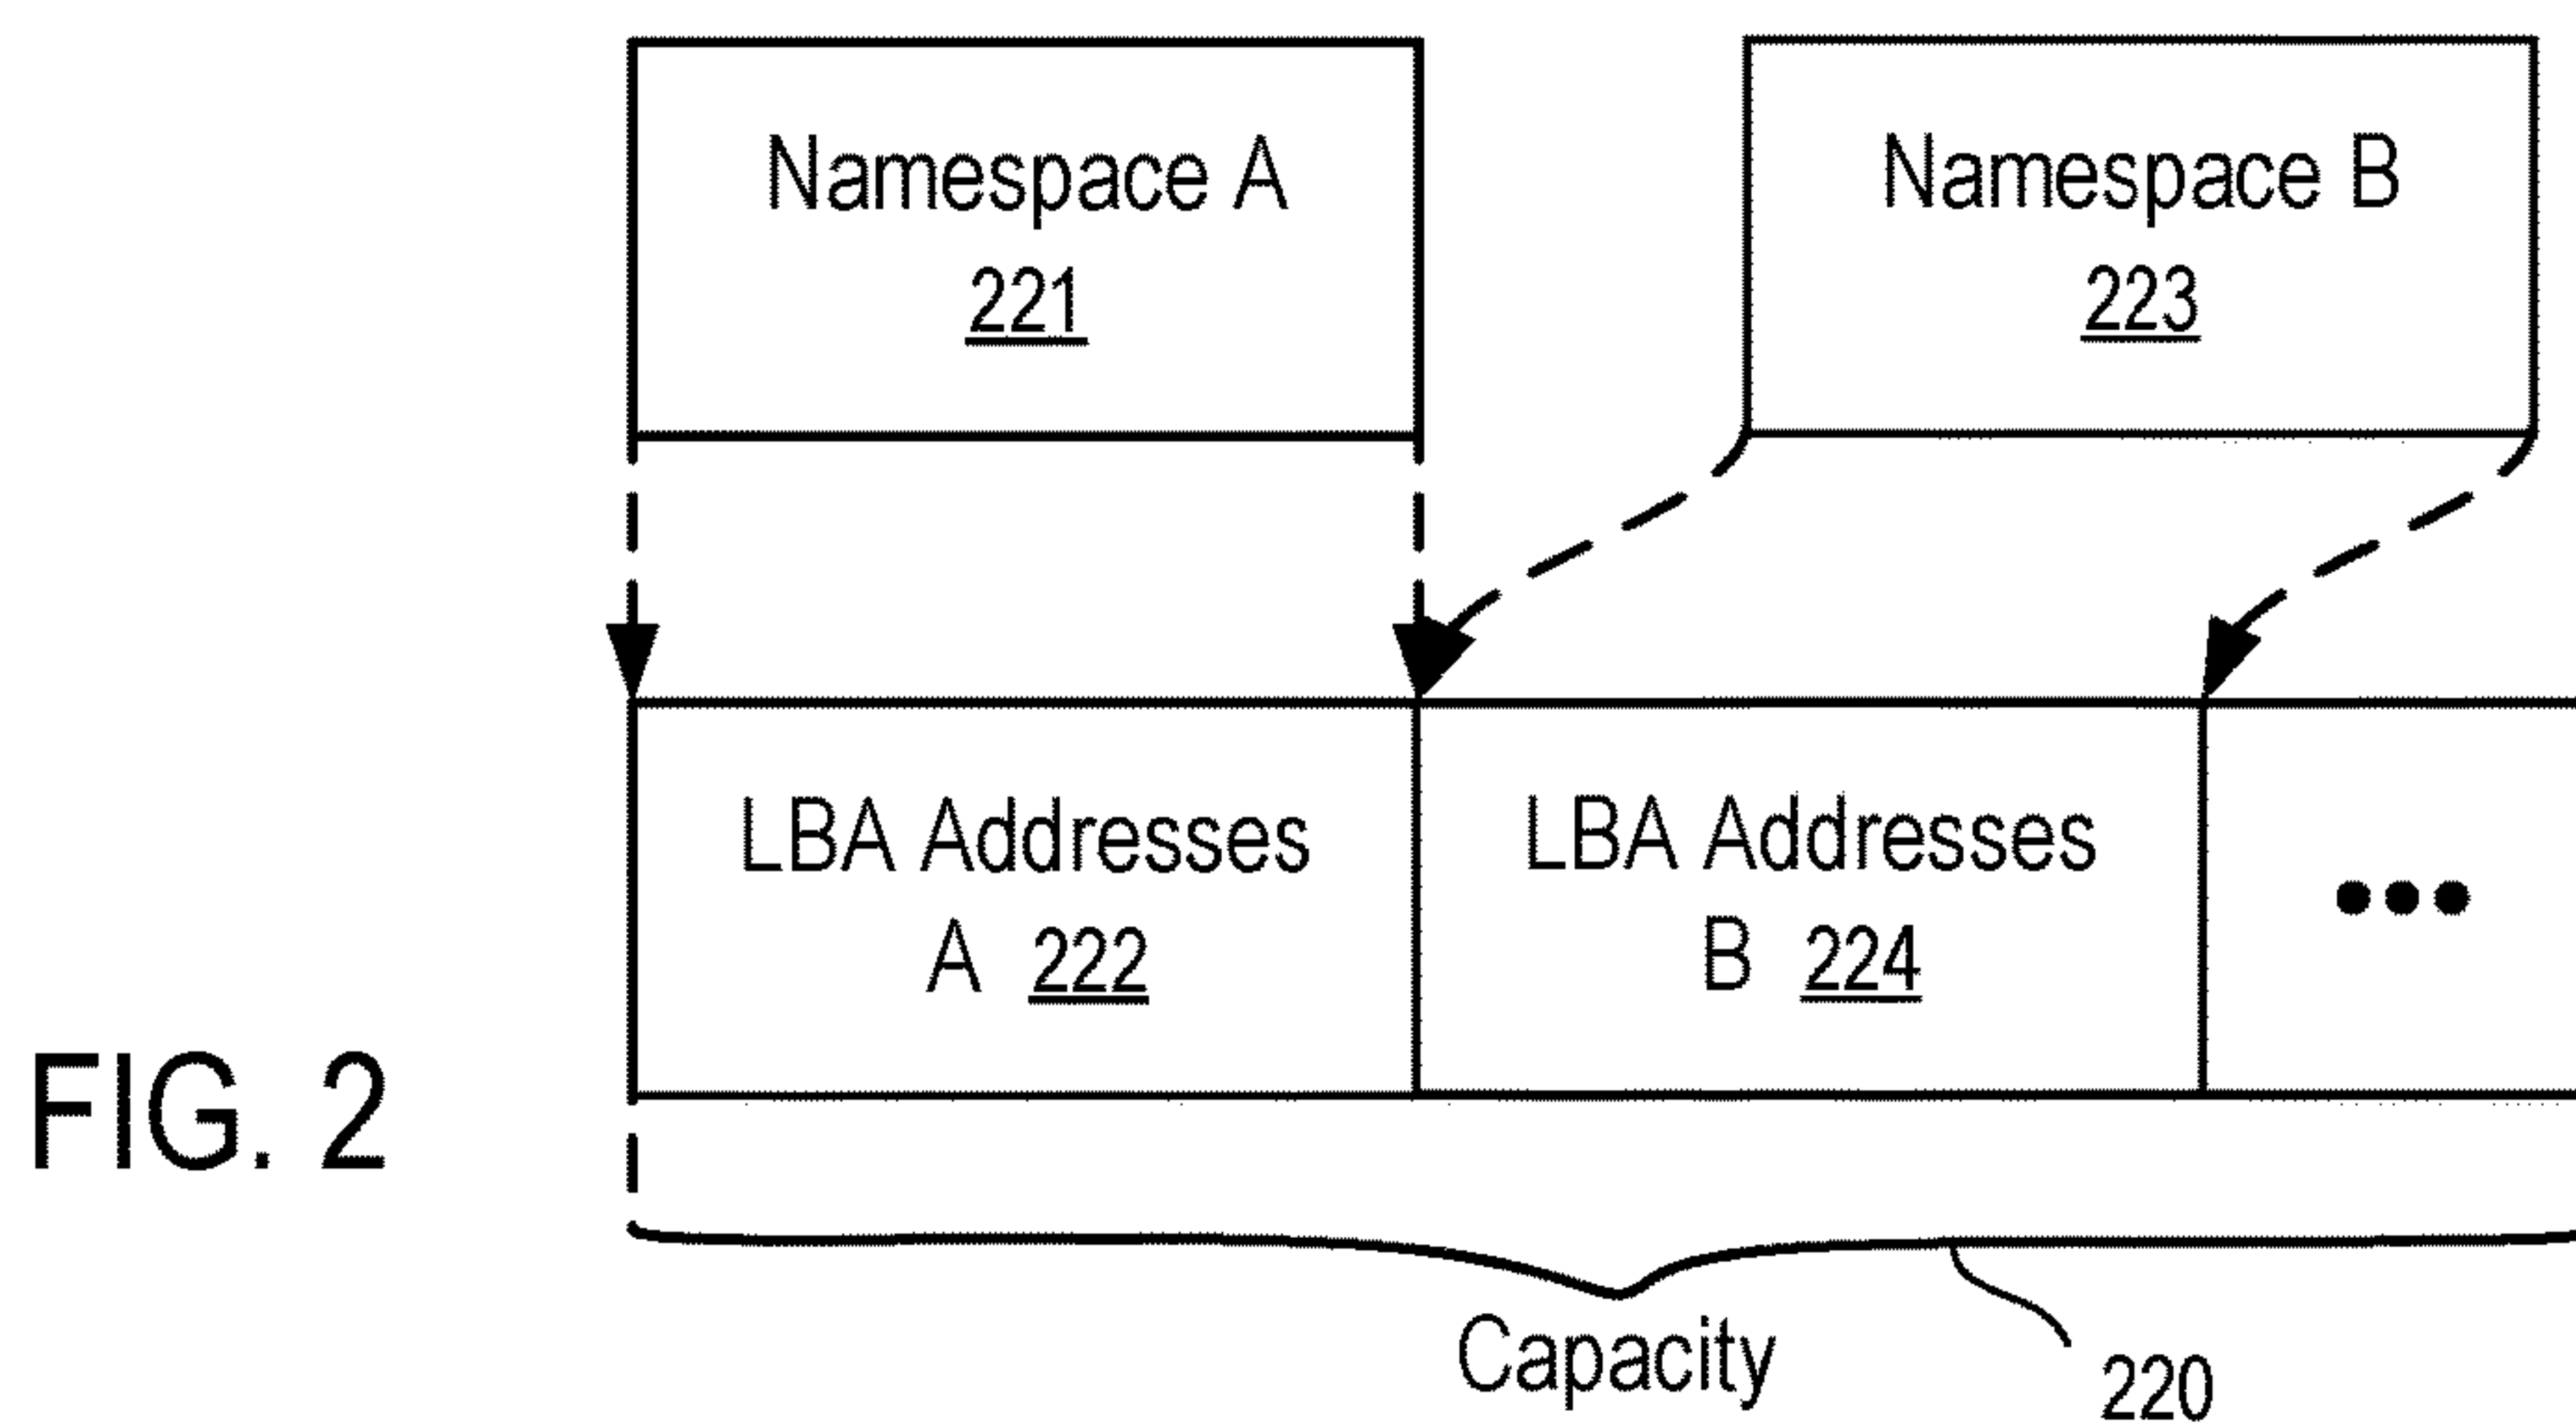 Namespace A
221
Namespace B
223
LBA Addresses
A 222
LBA Addresses
B 224
•••
FIG. 2
Capacity
220